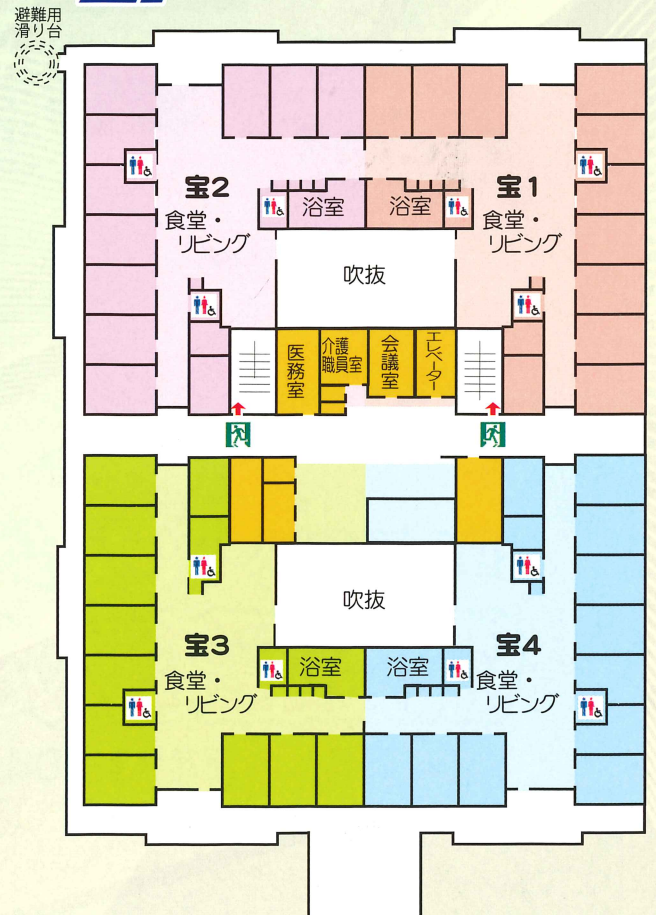 避難用
滑り台
宝2
食堂・
リビング
浴室
浴室
宝1
食堂・
リビング
吹抜
医務室
介護
職員室
会議室
エレベーター
吹抜
宝3
食堂・
リビング
浴室
浴室
宝4
食堂・
リビング